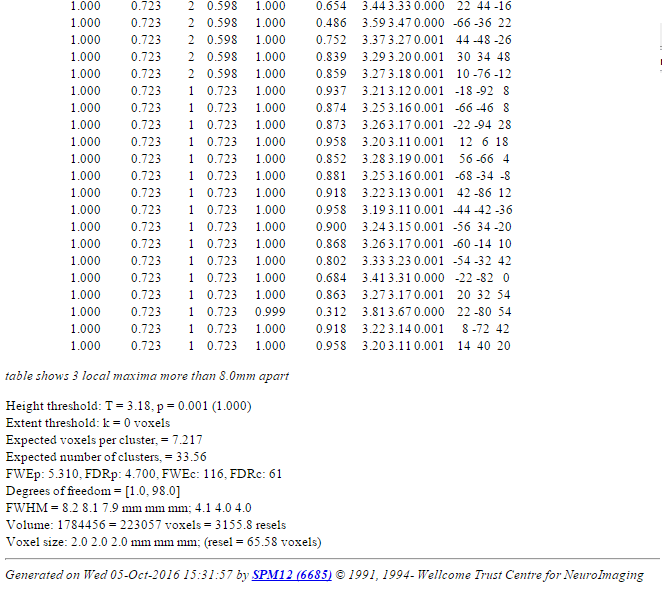 1.000 0.723 2 0.598 1.000 0.654 3.44 3.33 0.000 22 44 -16
1.000 0.723 2 0.598 1.000 0.486 3.59 3.47 0.000 -66 -36 22
1.000 0.723 2 0.598 1.000 0.752 3.37 3.27 0.001 44 -48 -26
1.000 0.723 2 0.598 1.000 0.839 3.29 3.20 0.001 30 34 48
1.000 0.723 2 0.598 1.000 0.859 3.27 3.18 0.001 10 -76 -12
1.000 0.723 1 0.723 1.000 0.937 3.21 3.12 0.001 -18 -92 8
1.000 0.723 1 0.723 1.000 0.874 3.25 3.16 0.001 -66 -46 8
1.000 0.723 1 0.723 1.000 0.873 3.26 3.17 0.001 -22 -94 28
1.000 0.723 1 0.723 1.000 0.958 3.20 3.11 0.001 12 6 18
1.000 0.723 1 0.723 1.000 0.852 3.28 3.19 0.001 56 -66 4
1.000 0.723 1 0.723 1.000 0.881 3.25 3.16 0.001 -68 -34 -8
1.000 0.723 1 0.723 1.000 0.918 3.22 3.13 0.001 42 -86 12
1.000 0.723 1 0.723 1.000 0.958 3.19 3.11 0.001 -44 -42 -36
1.000 0.723 1 0.723 1.000 0.900 3.24 3.15 0.001 -56 34 -20
1.000 0.723 1 0.723 1.000 0.868 3.26 3.17 0.001 -60 -14 10
1.000 0.723 1 0.723 1.000 0.802 3.33 3.23 0.001 -54 -32 42
1.000 0.723 1 0.723 1.000 0.684 3.41 3.31 0.000 -22 -82 0
1.000 0.723 1 0.723 1.000 0.863 3.27 3.17 0.001 20 32 54
1.000 0.723 1 0.723 0.999 0.312 3.81 3.67 0.000 22 -80 54
1.000 0.723 1 0.723 1.000 0.918 3.22 3.14 0.001 8 -72 42
1.000 0.723 1 0.723 1.000 0.958 3.20 3.11 0.001 14 40 20
table shows 3 local maxima more than 8.0mm apart
Height threshold: T = 3.18, p = 0.001 (1.000)
Extent threshold: k = 0 voxels
Expected voxels per cluster, = 7.217
Expected number of clusters, = 33.56
FWEp: 5.310, FDRp: 4.700, FWEc: 116, FDRc: 61
Degrees of freedom = [1.0, 98.0]
FWHM = 8.2 8.1 7.9 mm mm mm; 4.1 4.0 4.0
Volume: 1784456 = 223057 voxels = 3155.8 resels
Voxel size: 2.0 2.0 2.0 mm mm mm; (resel = 65.58 voxels)
Generated on Wed 05-Oct-2016 15:31:57 by SPM12 (6685) © 1991, 1994- Wellcome Trust Centre for NeuroImaging